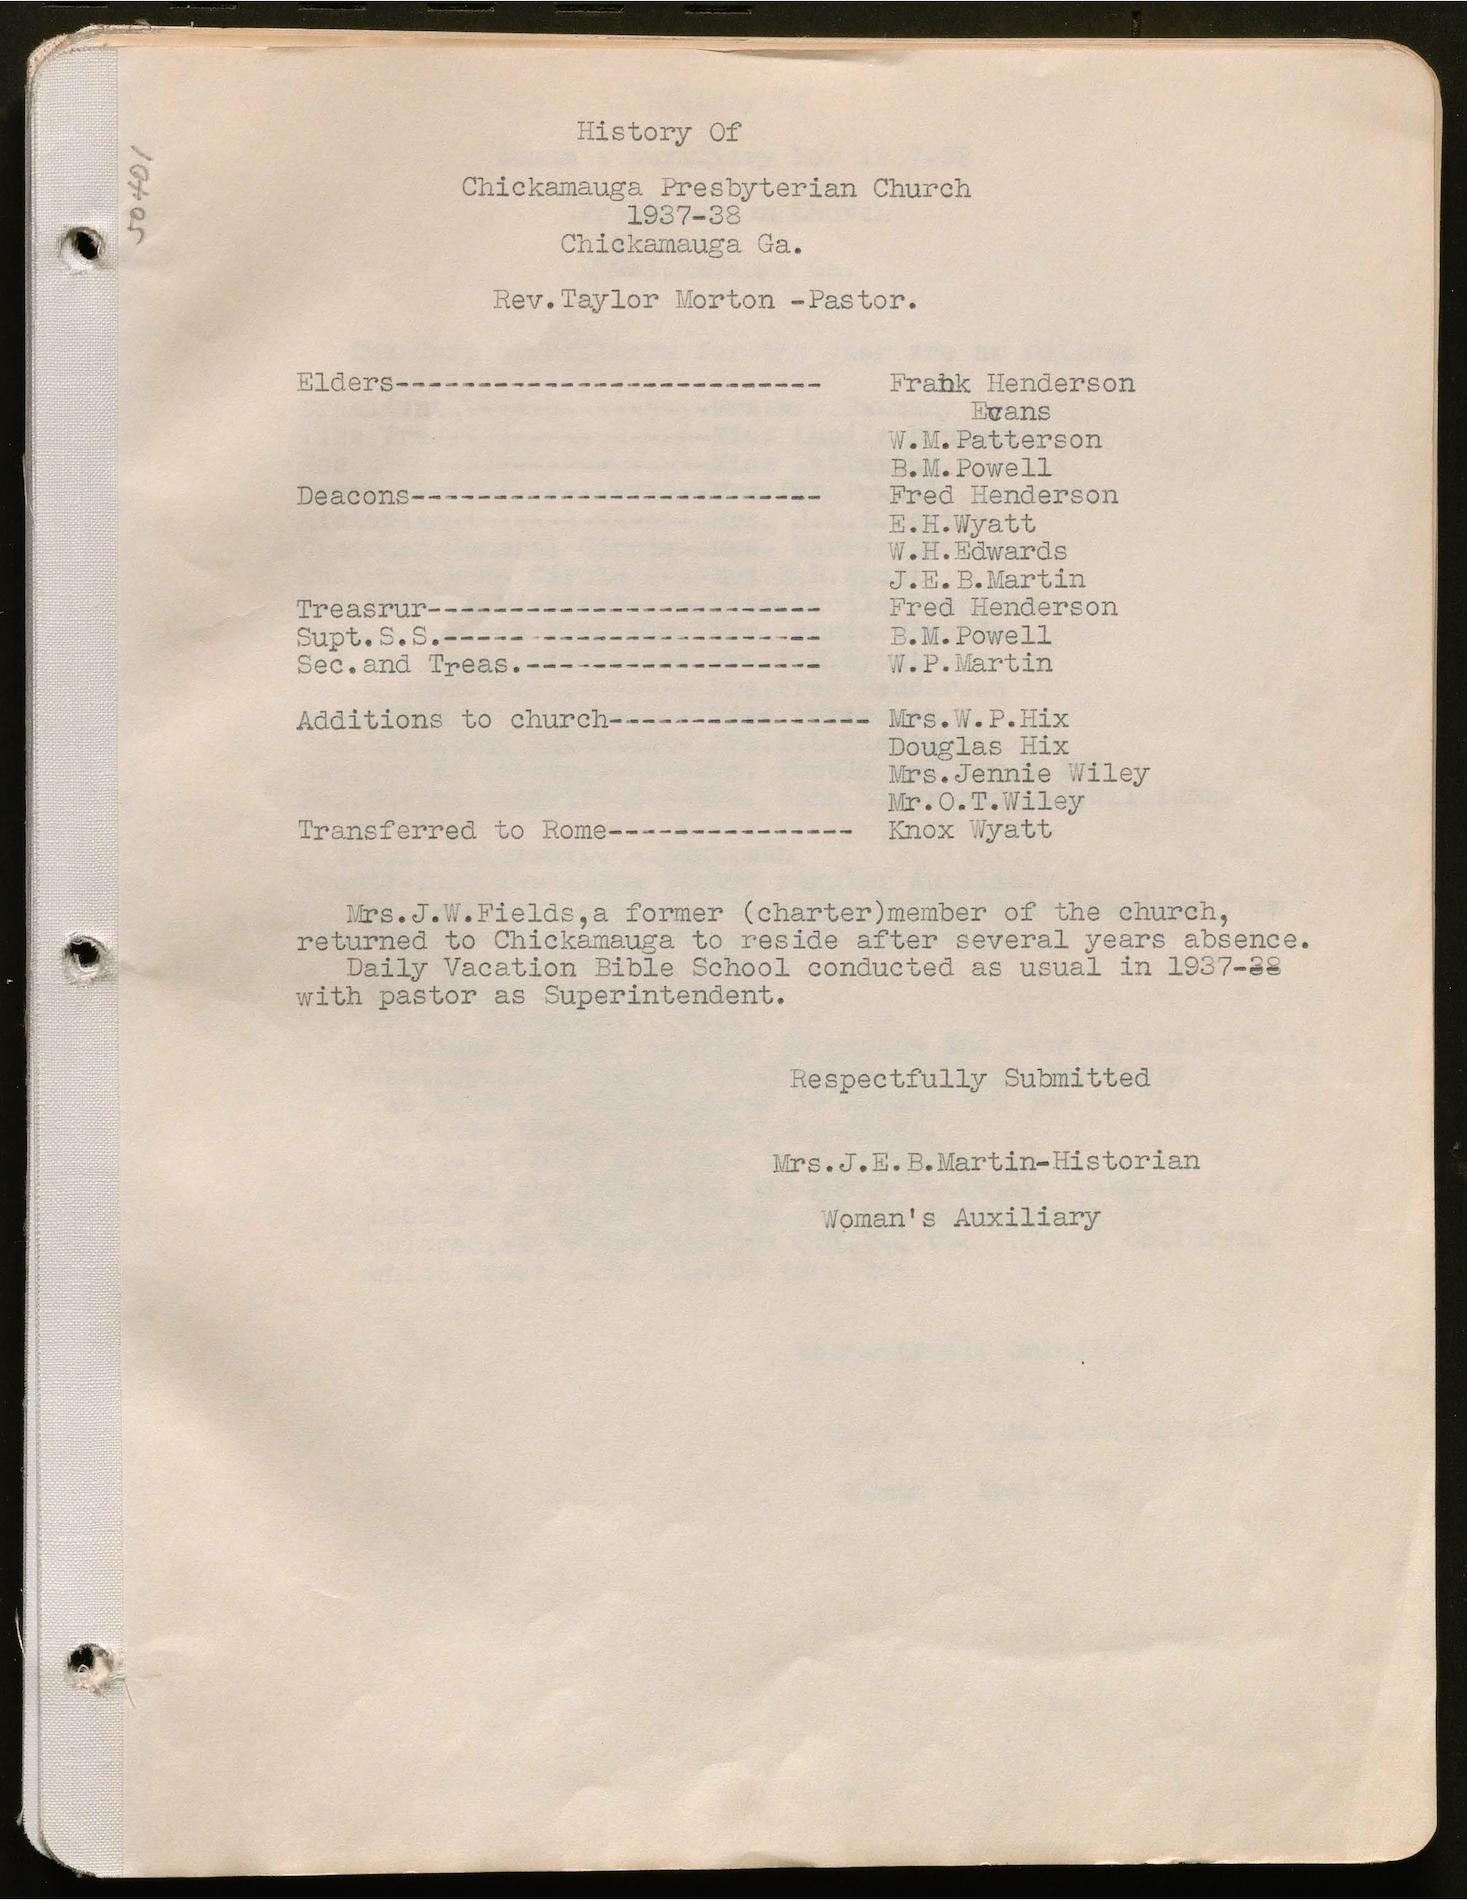 10405
History Of
Chickamauga Presbyterian Church
1937-38
Chickamauga Ga.
Rev.Taylor Morton -Pastor.
Elders-------------------------- Frank Henderson
Evans
W.M.Patterson
B.M.Powell
Deacons------------------------- Fred Henderson
E.H.Wyatt
W.H.Edwards
J.E.B.Martin
Treasrur------------------------ Fred Henderson
Supt.S.S.----------------------- B.M.Powell
Sec.and Treas.------------------ W.P.Martin
Additions to church---------------- Mrs.W.P.Hix
Douglas Hix
Mrs.Jennie Wiley
Mr.O.T.Wiley
Transferred to Rome--------------- Knox Wyatt
Mrs.J.W.Fields,a former (charter)member of the church,
returned to Chickamauga to reside after several years absence.
Daily Vacation Bible School conducted as usual in 1937-38
with pastor as Superintendent.
Respectfully Submitted
Mrs.J.E.B.Martin-Historian
Woman's Auxiliary